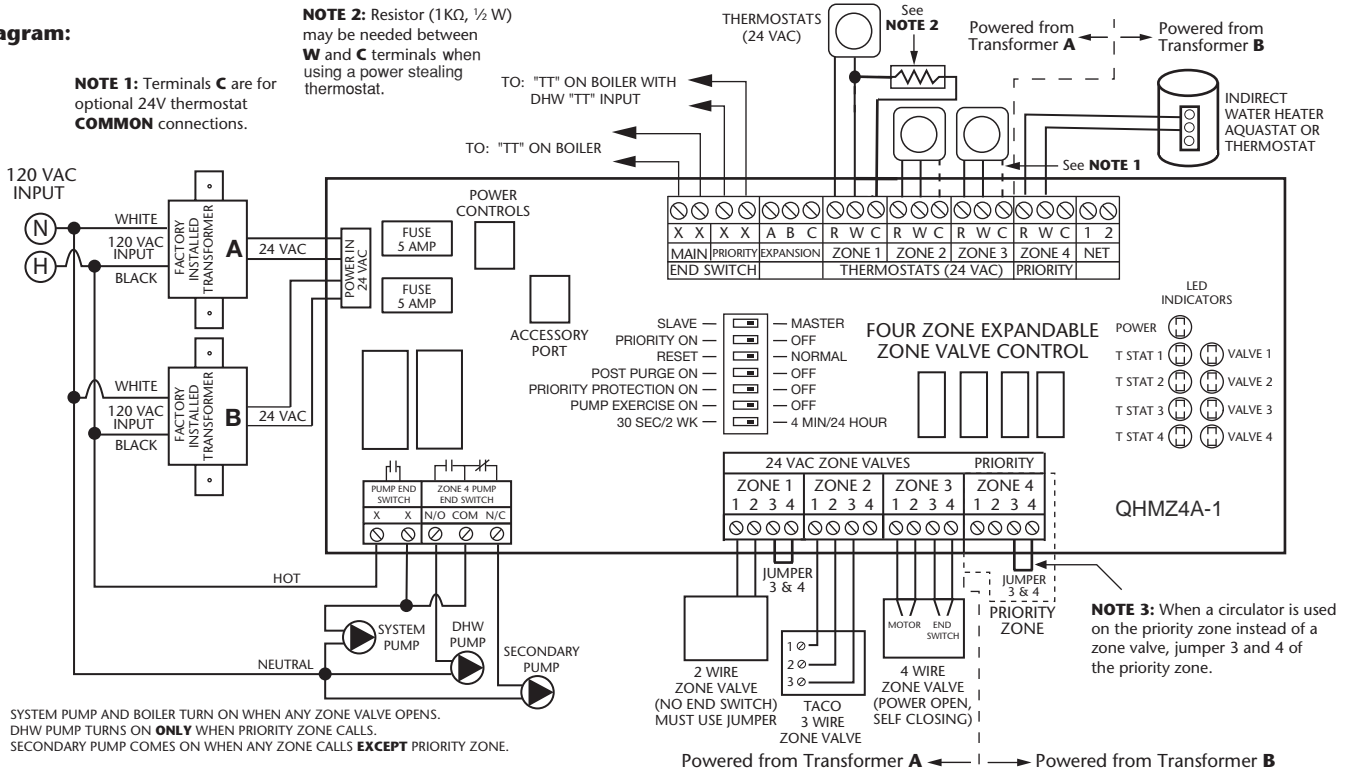 agram:
NOTE 1: Terminals C are for
optional 24V thermostat
COMMON connections.
NOTE 2: Resistor (1KΩ, ½ W)
may be needed between
W and C terminals when
using a power stealing
thermostat.
THERMOSTATS
(24 VAC)
See
NOTE 2
Powered from
Transformer A
Powered from
Transformer B
TO: "TT" ON BOILER WITH
DHW "TT" INPUT
TO: "TT" ON BOILER
INDIRECT
WATER HEATER
AQUASTAT OR
THERMOSTAT
See NOTE 1
120 VAC
INPUT
N
H
WHITE
120 VAC
INPUT
BLACK
FACTORY
INSTALLED
TRANSFORMER
A
24 VAC
WHITE
120 VAC
INPUT
BLACK
FACTORY
INSTALLED
TRANSFORMER
B
24 VAC
POWER IN
24 VAC
FUSE
5 AMP
FUSE
5 AMP
POWER
CONTROLS
ACCESSORY
PORT
X X X X A B C R W C R W C R W C R W C 1 2
MAIN PRIORITY EXPANSION ZONE 1 ZONE 2 ZONE 3 ZONE 4 NET
END SWITCH THERMOSTATS (24 VAC) PRIORITY
SLAVE MASTER
PRIORITY ON OFF
RESET NORMAL
POST PURGE ON OFF
PRIORITY PROTECTION ON OFF
PUMP EXERCISE ON OFF
30 SEC/2 WK 4 MIN/24 HOUR
FOUR ZONE EXPANDABLE
ZONE VALVE CONTROL
LED
INDICATORS
POWER
T STAT 1 VALVE 1
T STAT 2 VALVE 2
T STAT 3 VALVE 3
T STAT 4 VALVE 4
PUMP END
SWITCH
X X
ZONE 4 PUMP
END SWITCH
N/O COM N/C
24 VAC ZONE VALVES PRIORITY
ZONE 1 ZONE 2 ZONE 3 ZONE 4
1 2 3 4 1 2 3 4 1 2 3 4 1 2 3 4
QHMZ4A-1
HOT
NEUTRAL
SYSTEM
PUMP
DHW
PUMP
SECONDARY
PUMP
JUMPER
3 & 4
2 WIRE
ZONE VALVE
(NO END SWITCH)
MUST USE JUMPER
1
2
3
TACO
3 WIRE
ZONE VALVE
MOTOR END
SWITCH
4 WIRE
ZONE VALVE
(POWER OPEN,
SELF CLOSING)
JUMPER
3 & 4
PRIORITY
ZONE
NOTE 3: When a circulator is used
on the priority zone instead of a
zone valve, jumper 3 and 4 of
the priority zone.
SYSTEM PUMP AND BOILER TURN ON WHEN ANY ZONE VALVE OPENS.
DHW PUMP TURNS ON ONLY WHEN PRIORITY ZONE CALLS.
SECONDARY PUMP COMES ON WHEN ANY ZONE CALLS EXCEPT PRIORITY ZONE.
Powered from Transformer A Powered from Transformer B